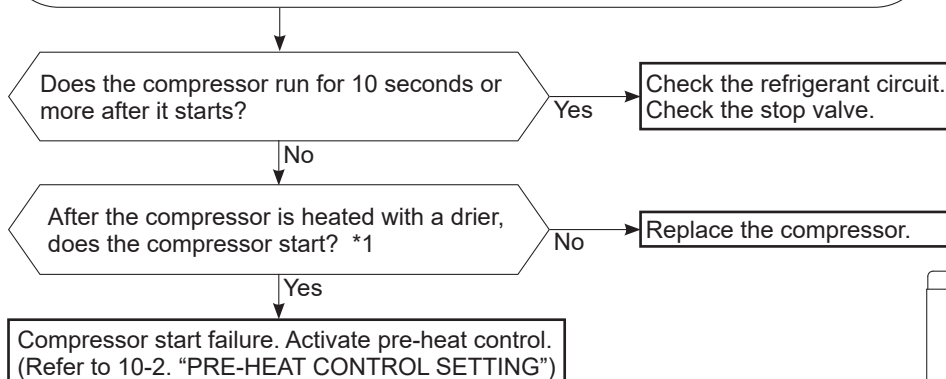 Does the compressor run for 10 seconds or
more after it starts?
Yes
Check the refrigerant circuit.
Check the stop valve.
No
After the compressor is heated with a drier,
does the compressor start? *1
No
Replace the compressor.
Yes
Compressor start failure. Activate pre-heat control.
(Refer to 10-2. “PRE-HEAT CONTROL SETTING”)